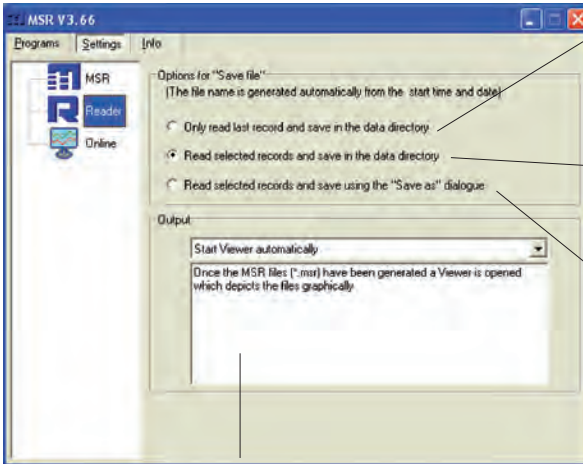 MSR V3.66
Programs Settings Info
MSR
Reader
Online
Options for "Save file"
(The file name is generated automatically from the start time and date)
Only read last record and save in the data directory
Read selected records and save in the data directory
Read selected records and save using the "Save as" dialogue
Output
Start Viewer automatically
Once the MSR files (*.msr) have been generated a Viewer is opened
which depicts the files graphically